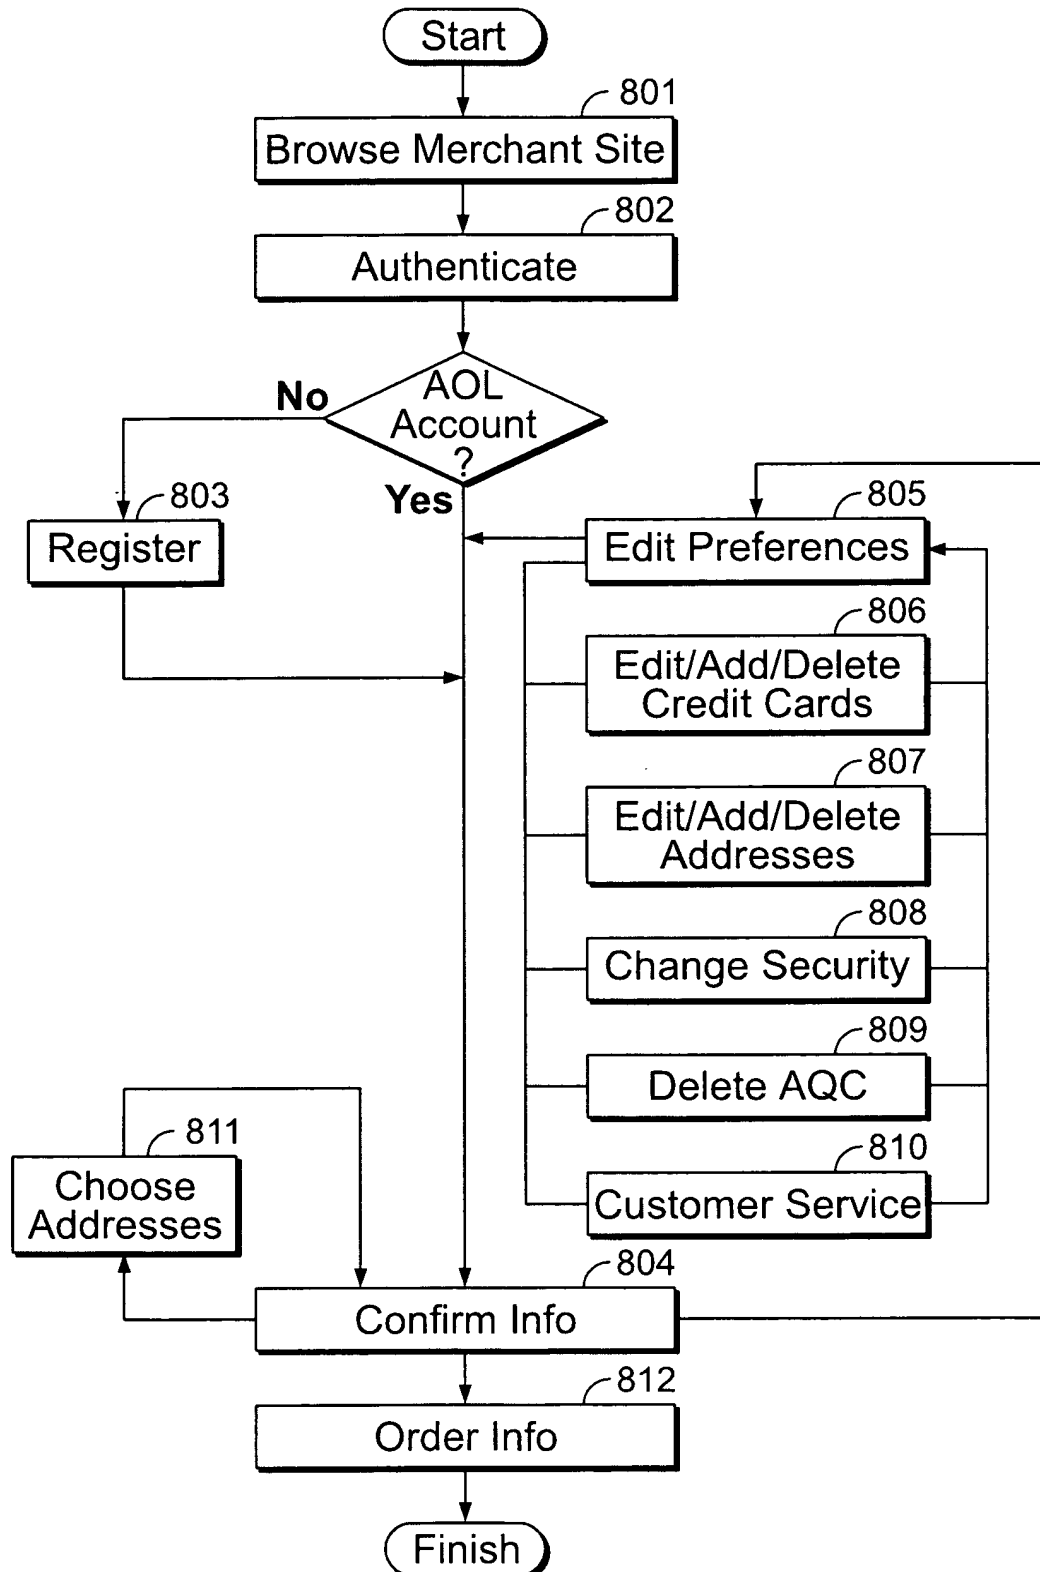 Start
801
Browse Merchant Site
802
Authenticate
AOL
Account
?
No
Yes
803
Register
805
Edit Preferences
806
Edit/Add/Delete
Credit Cards
807
Edit/Add/Delete
Addresses
808
Change Security
809
Delete AQC
810
Customer Service
811
Choose
Addresses
804
Confirm Info
812
Order Info
Finish